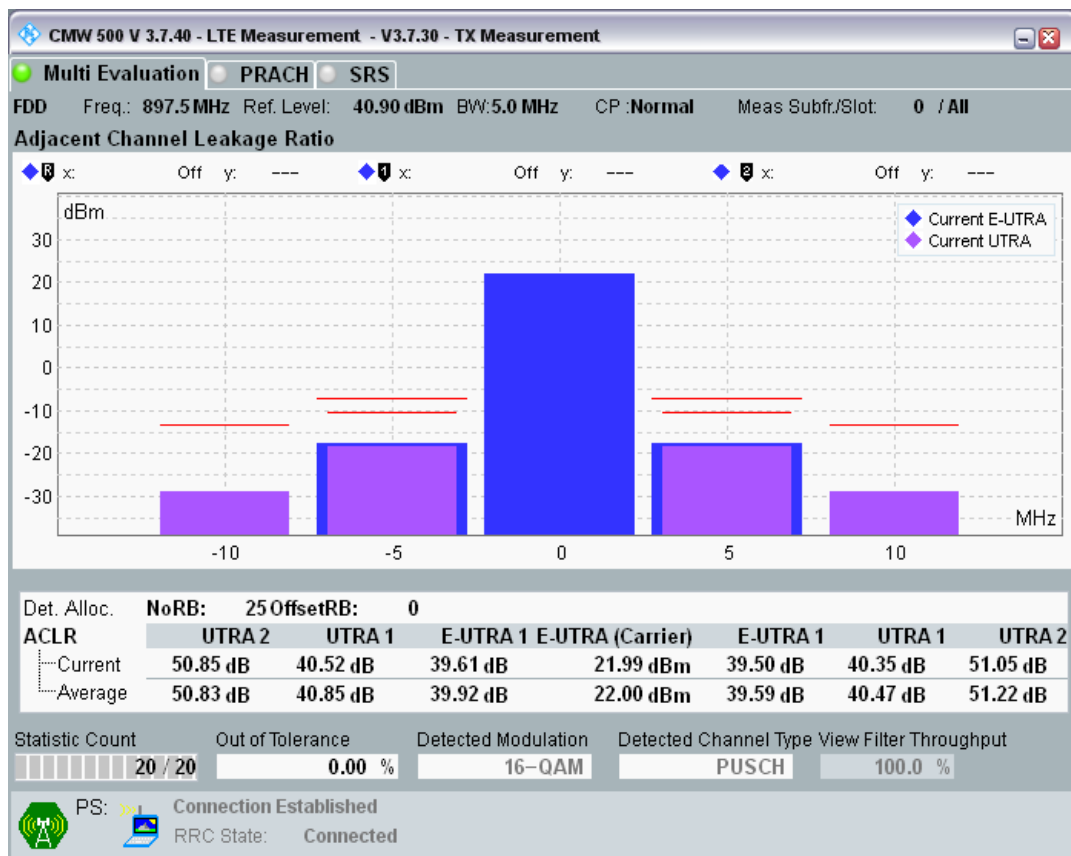 CMW 500 V 3.7.40 - LTE Measurement - V3.7.30 - TX Measurement
Multi Evaluation PRACH SRS
FDD Freq.: 897.5 MHz Ref. Level: 40.90 dBm BW:5.0 MHz CP :Normal Meas Subfr./Slot: 0 / All
Adjacent Channel Leakage Ratio
R x: Off y: --- 1 x: Off y: --- 2 x: Off y: ---
dBm
Current E-UTRA
Current UTRA
30
20
10
0
-10
-20
-30
MHz
-10 -5 0 5 10
Det. Alloc. NoRB: 25 OffsetRB: 0
ACLR UTRA 2 UTRA 1 E-UTRA 1 E-UTRA (Carrier) E-UTRA 1 UTRA 1 UTRA 2
Current 50.85 dB 40.52 dB 39.61 dB 21.99 dBm 39.50 dB 40.35 dB 51.05 dB
Average 50.83 dB 40.85 dB 39.92 dB 22.00 dBm 39.59 dB 40.47 dB 51.22 dB
Statistic Count Out of Tolerance Detected Modulation Detected Channel Type View Filter Throughput
20 / 20 0.00 % 16-QAM PUSCH 100.0 %
PS: Connection Established
RRC State: Connected